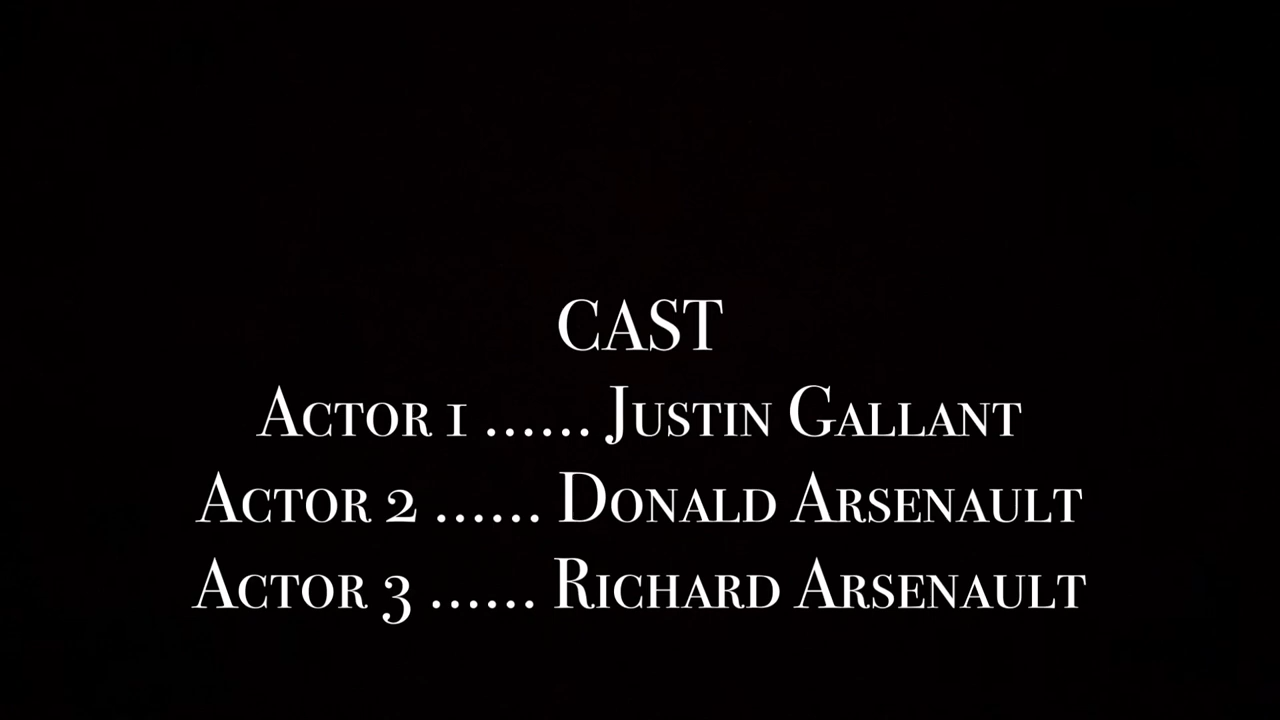 CAST
Actor 1 ...... Justin Gallant
Actor 2 ...... Donald Arsenault
Actor 3 ...... Richard Arsenault